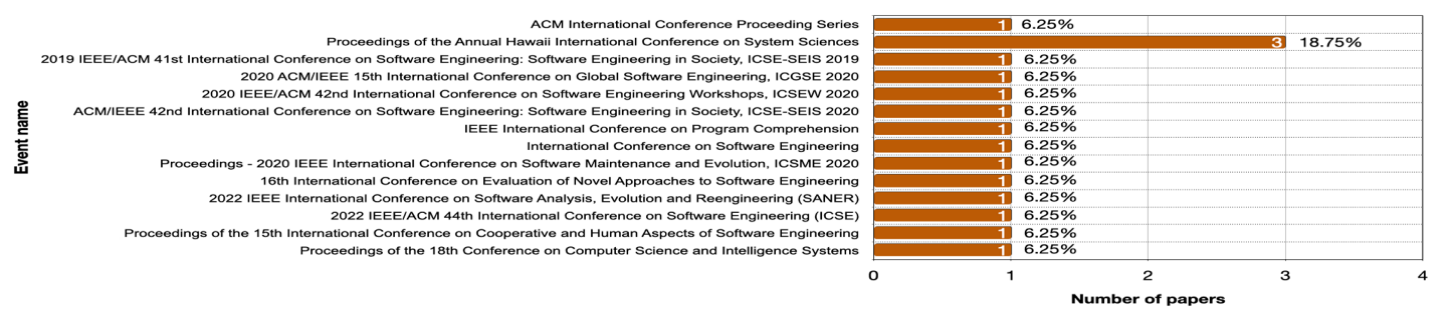 ACM International Conference Proceeding Series 1 6.25%
Proceedings of the Annual Hawaii International Conference on System Sciences 3 18.75%
2019 IEEE/ACM 41st International Conference on Software Engineering: Software Engineering in Society, ICSE-SEIS 2019 1 6.25%
2020 ACM/IEEE 15th International Conference on Global Software Engineering, ICGSE 2020 1 6.25%
2020 IEEE/ACM 42nd International Conference on Software Engineering Workshops, ICSEW 2020 1 6.25%
ACM/IEEE 42nd International Conference on Software Engineering: Software Engineering in Society, ICSE-SEIS 2020 1 6.25%
IEEE International Conference on Program Comprehension 1 6.25%
International Conference on Software Engineering 1 6.25%
Proceedings - 2020 IEEE International Conference on Software Maintenance and Evolution, ICSME 2020 1 6.25%
16th International Conference on Evaluation of Novel Approaches to Software Engineering 1 6.25%
2022 IEEE International Conference on Software Analysis, Evolution and Reengineering (SANER) 1 6.25%
2022 IEEE/ACM 44th International Conference on Software Engineering (ICSE) 1 6.25%
Proceedings of the 15th International Conference on Cooperative and Human Aspects of Software Engineering 1 6.25%
Proceedings of the 18th Conference on Computer Science and Intelligence Systems 1 6.25%
Event name
0 1 2 3 4
Number of papers